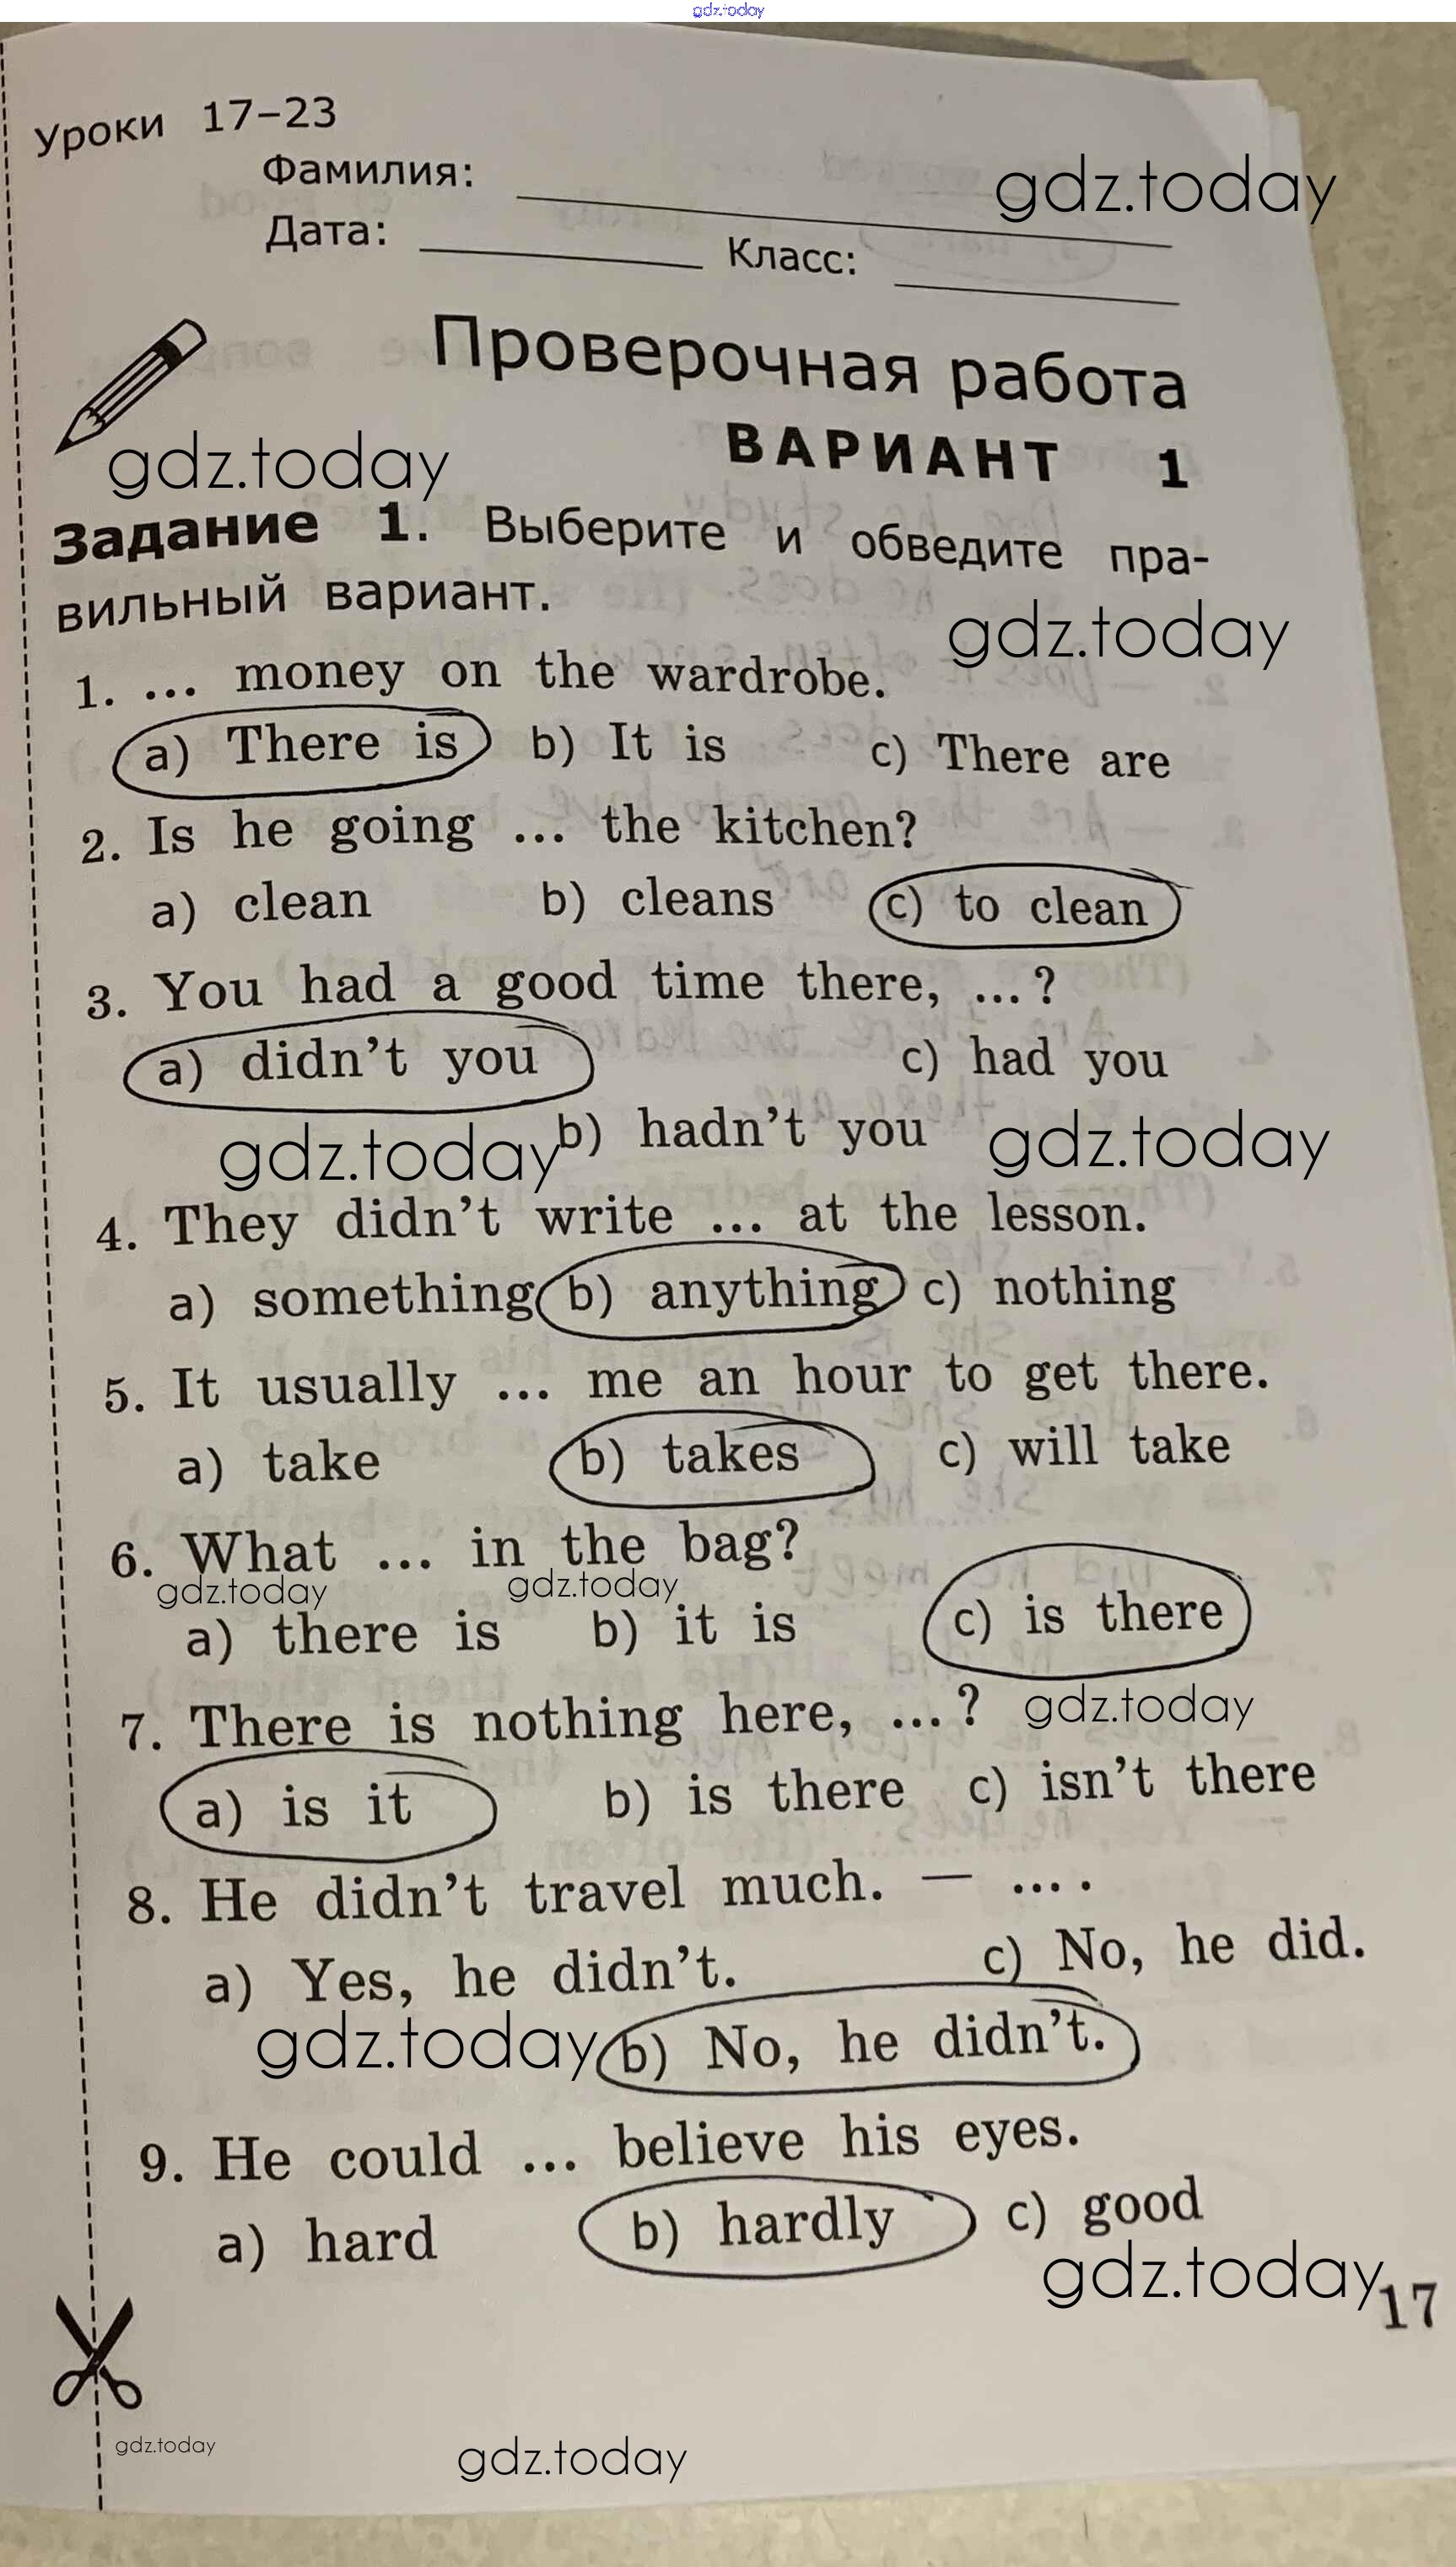 gdz.today
Уроки 17–23
Фамилия:
gdz.today
Дата: Класс:
Проверочная работа
ВАРИАНТ 1
gdz.today
Задание 1. Выберите и обведите пра-
вильный вариант.
gdz.today
1. ... money on the wardrobe.
a) There is b) It is c) There are
2. Is he going ... the kitchen?
a) clean b) cleans c) to clean
3. You had a good time there, ...?
a) didn't you c) had you
b) hadn't you
gdz.today gdz.today
4. They didn't write ... at the lesson.
a) something b) anything c) nothing
5. It usually ... me an hour to get there.
a) take b) takes c) will take
6. What ... in the bag?
gdz.today gdz.today
a) there is b) it is c) is there
gdz.today
7. There is nothing here, ...?
a) is it b) is there c) isn't there
8. He didn't travel much. — ... .
a) Yes, he didn't. c) No, he did.
gdz.today
b) No, he didn't.
9. He could ... believe his eyes.
a) hard b) hardly c) good
gdz.today
17
gdz.today
gdz.today